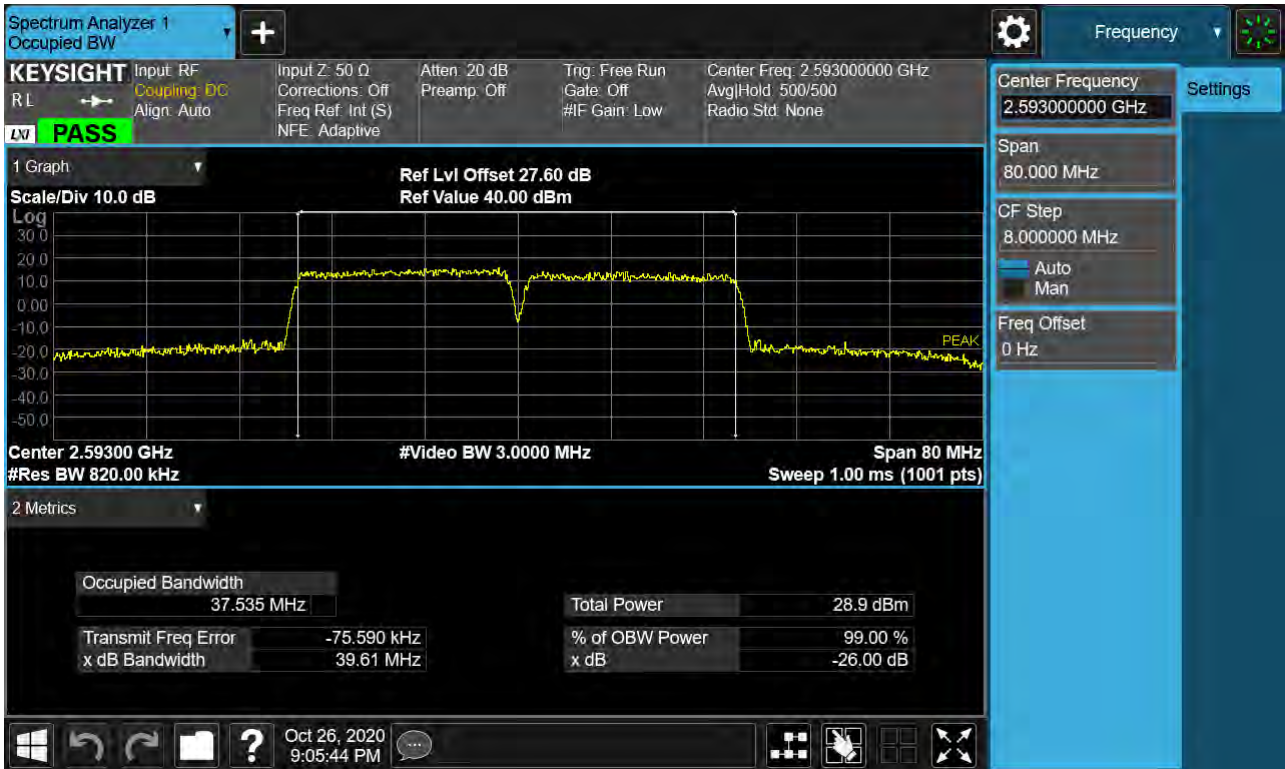 Spectrum Analyzer 1
Occupied BW
Frequency
KEYSIGHT
R L
LXI
PASS
Input: RF
Coupling: DC
Align: Auto
Input Z: 50 Ω
Corrections: Off
Freq Ref: Int (S)
NFE: Adaptive
Atten: 20 dB
Preamp: Off
Trig: Free Run
Gate: Off
#IF Gain: Low
Center Freq: 2.593000000 GHz
Avg|Hold: 500/500
Radio Std: None
Center Frequency
2.593000000 GHz
Settings
Span
80.000 MHz
CF Step
8.000000 MHz
Auto
Man
Freq Offset
0 Hz
1 Graph
Ref Lvl Offset 27.60 dB
Scale/Div 10.0 dB
Ref Value 40.00 dBm
Log
30.0
20.0
10.0
0.00
-10.0
-20.0
-30.0
-40.0
-50.0
PEAK
Center 2.59300 GHz
#Video BW 3.0000 MHz
Span 80 MHz
#Res BW 820.00 kHz
Sweep 1.00 ms (1001 pts)
2 Metrics
Occupied Bandwidth
37.535 MHz
Total Power 28.9 dBm
Transmit Freq Error -75.590 kHz
% of OBW Power 99.00 %
x dB Bandwidth 39.61 MHz
x dB -26.00 dB
Oct 26, 2020
9:05:44 PM